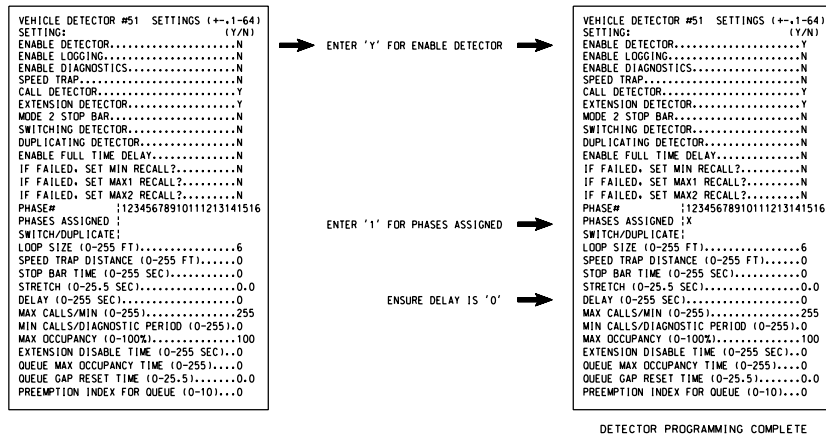 VEHICLE DETECTOR #51 SETTINGS (+-.1-64)
SETTING: (Y/N)
ENABLE DETECTOR.....................N
ENABLE LOGGING......................N
ENABLE DIAGNOSTICS..................N
SPEED TRAP..........................N
CALL DETECTOR.......................Y
EXTENSION DETECTOR..................Y
MODE 2 STOP BAR.....................N
SWITCHING DETECTOR..................N
DUPLICATING DETECTOR................N
ENABLE FULL TIME DELAY..............N
IF FAILED, SET MIN RECALL?..........N
IF FAILED, SET MAX1 RECALL?.........N
IF FAILED, SET MAX2 RECALL?.........N
PHASE# |12345678910111213141516
PHASES ASSIGNED |
SWITCH/DUPLICATE|
LOOP SIZE (0-255 FT)................6
SPEED TRAP DISTANCE (0-255 FT)......0
STOP BAR TIME (0-255 SEC)...........0
STRETCH (0-25.5 SEC)................0.0
DELAY (0-255 SEC)...................0
MAX CALLS/MIN (0-255)...............255
MIN CALLS/DIAGNOSTIC PERIOD (0-255).0
MAX OCCUPANCY (0-100%)..............100
EXTENSION DISABLE TIME (0-255 SEC)..0
QUEUE MAX OCCUPANCY TIME (0-255)....0
QUEUE GAP RESET TIME (0-25.5).......0.0
PREEMPTION INDEX FOR QUEUE (0-10)...0
ENTER 'Y' FOR ENABLE DETECTOR
ENTER '1' FOR PHASES ASSIGNED
ENSURE DELAY IS '0'
VEHICLE DETECTOR #51 SETTINGS (+-.1-64)
SETTING: (Y/N)
ENABLE DETECTOR.....................Y
ENABLE LOGGING......................N
ENABLE DIAGNOSTICS..................N
SPEED TRAP..........................N
CALL DETECTOR.......................Y
EXTENSION DETECTOR..................Y
MODE 2 STOP BAR.....................N
SWITCHING DETECTOR..................N
DUPLICATING DETECTOR................N
ENABLE FULL TIME DELAY..............N
IF FAILED, SET MIN RECALL?..........N
IF FAILED, SET MAX1 RECALL?.........N
IF FAILED, SET MAX2 RECALL?.........N
PHASE# |12345678910111213141516
PHASES ASSIGNED |X
SWITCH/DUPLICATE|
LOOP SIZE (0-255 FT)................6
SPEED TRAP DISTANCE (0-255 FT)......0
STOP BAR TIME (0-255 SEC)...........0
STRETCH (0-25.5 SEC)................0.0
DELAY (0-255 SEC)...................0
MAX CALLS/MIN (0-255)...............255
MIN CALLS/DIAGNOSTIC PERIOD (0-255).0
MAX OCCUPANCY (0-100%)..............100
EXTENSION DISABLE TIME (0-255 SEC)..0
QUEUE MAX OCCUPANCY TIME (0-255)....0
QUEUE GAP RESET TIME (0-25.5).......0.0
PREEMPTION INDEX FOR QUEUE (0-10)...0
DETECTOR PROGRAMMING COMPLETE